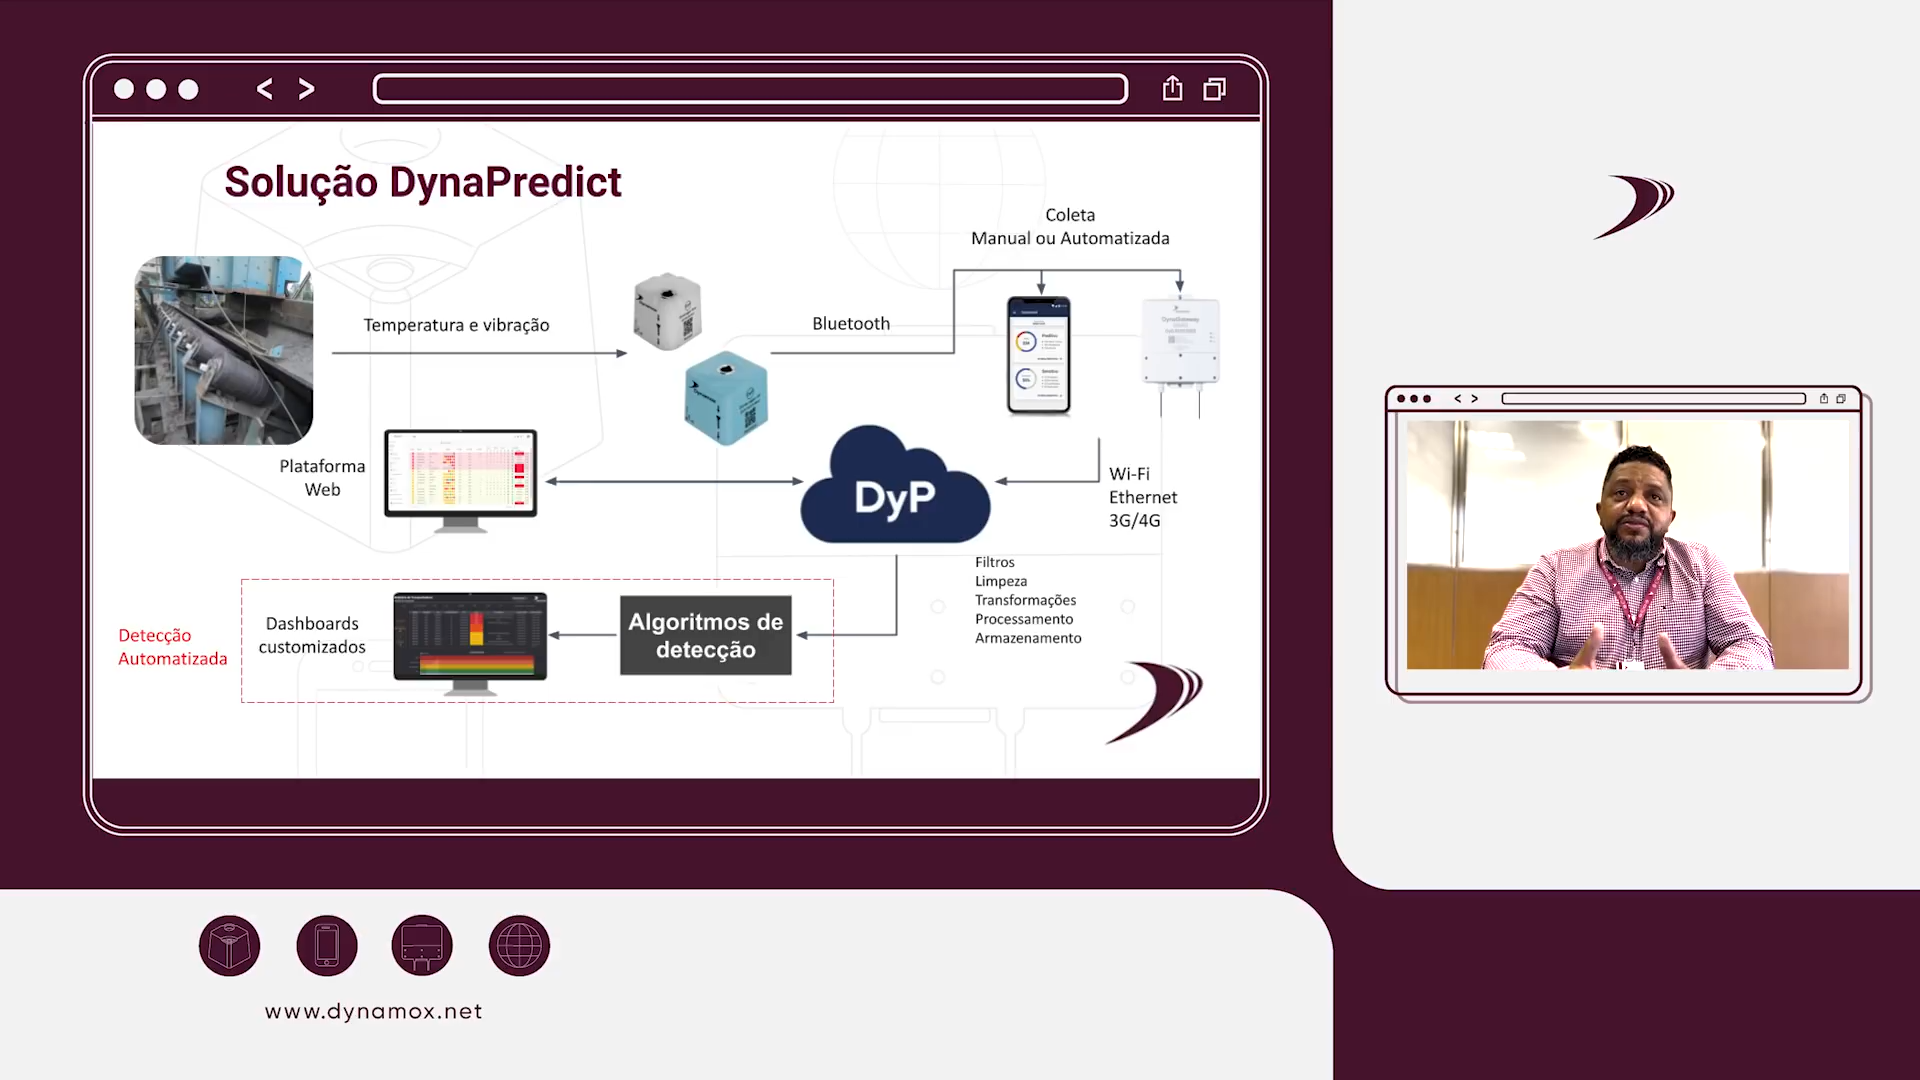 Solução DynaPredict
Coleta
Manual ou Automatizada
Temperatura e vibração
Bluetooth
Plataforma
Web
DyP
Wi-Fi
Ethernet
3G/4G
Filtros
Limpeza
Transformações
Processamento
Armazenamento
Detecção
Automatizada
Dashboards
customizados
Algoritmos de
detecção
www.dynamox.net